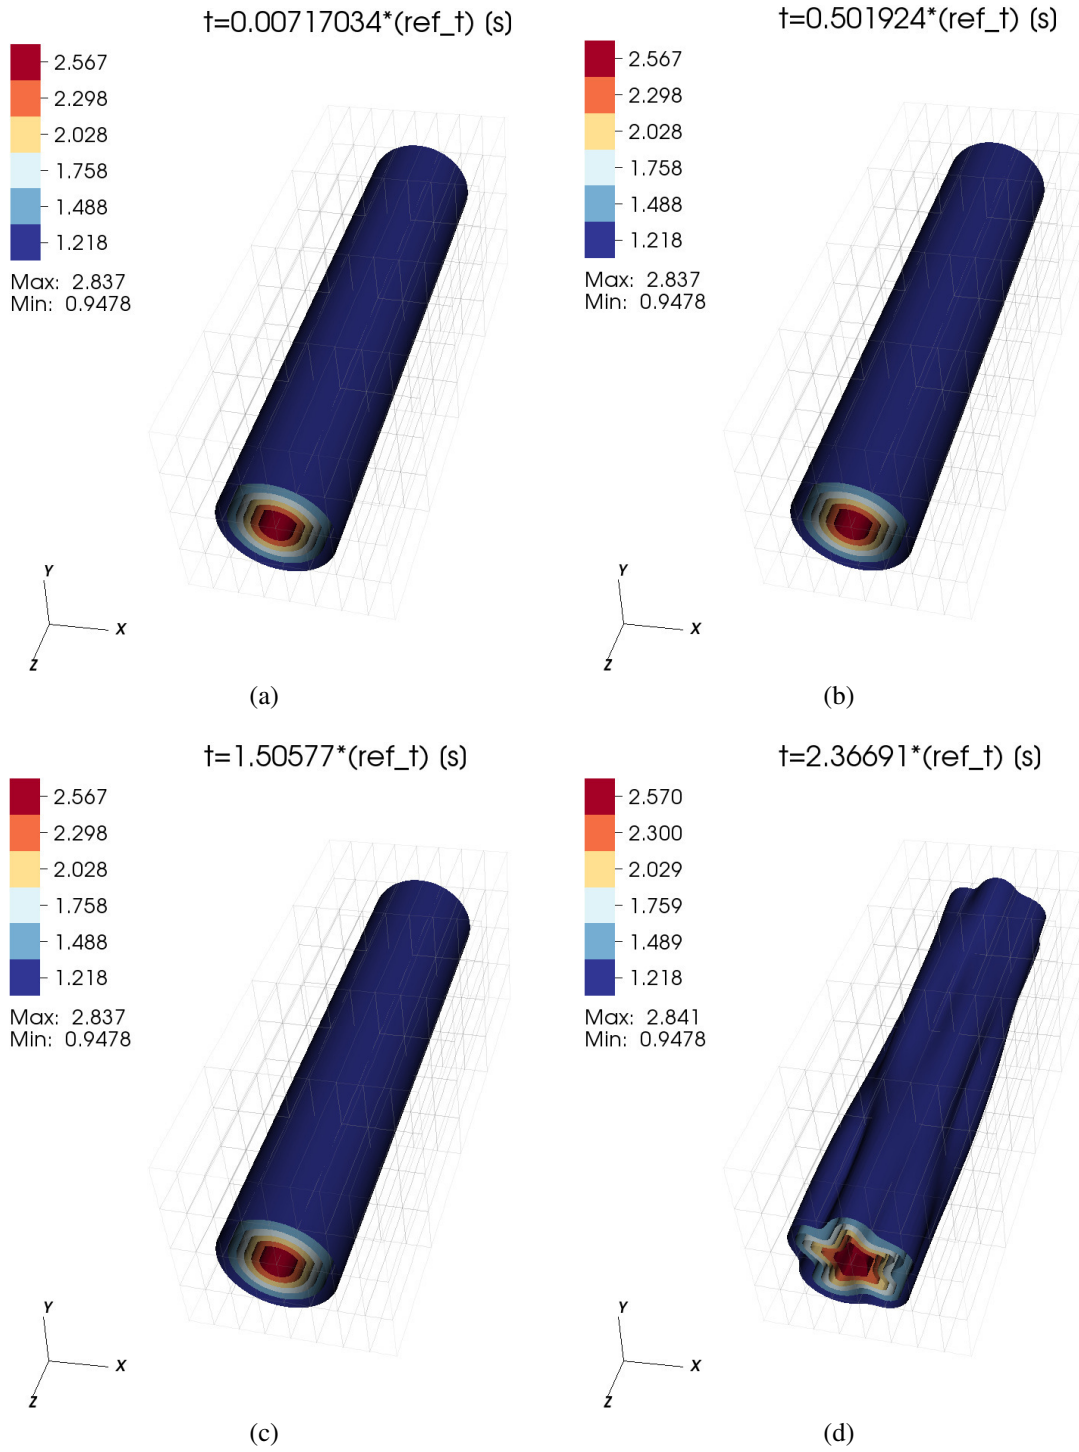 t=0.00717034*(ref_t) (s)
2.567
2.298
2.028
1.758
1.488
1.218
Max: 2.837
Min: 0.9478
Y
X
Z
(a)
t=0.501924*(ref_t) (s)
2.567
2.298
2.028
1.758
1.488
1.218
Max: 2.837
Min: 0.9478
Y
X
Z
(b)
t=1.50577*(ref_t) (s)
2.567
2.298
2.028
1.758
1.488
1.218
Max: 2.837
Min: 0.9478
Y
X
Z
(c)
t=2.36691*(ref_t) (s)
2.570
2.300
2.029
1.759
1.489
1.218
Max: 2.841
Min: 0.9478
Y
X
Z
(d)